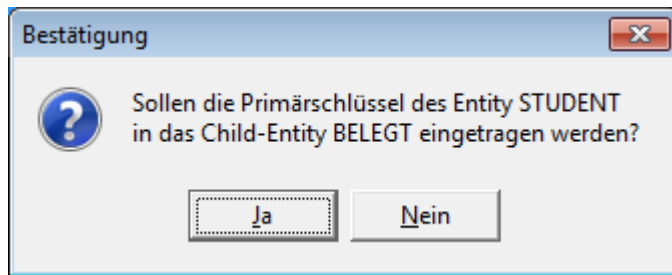 Bestätigung
Sollen die Primärschlüssel des Entity STUDENT
in das Child-Entity BELEGT eingetragen werden?
Ja
Nein